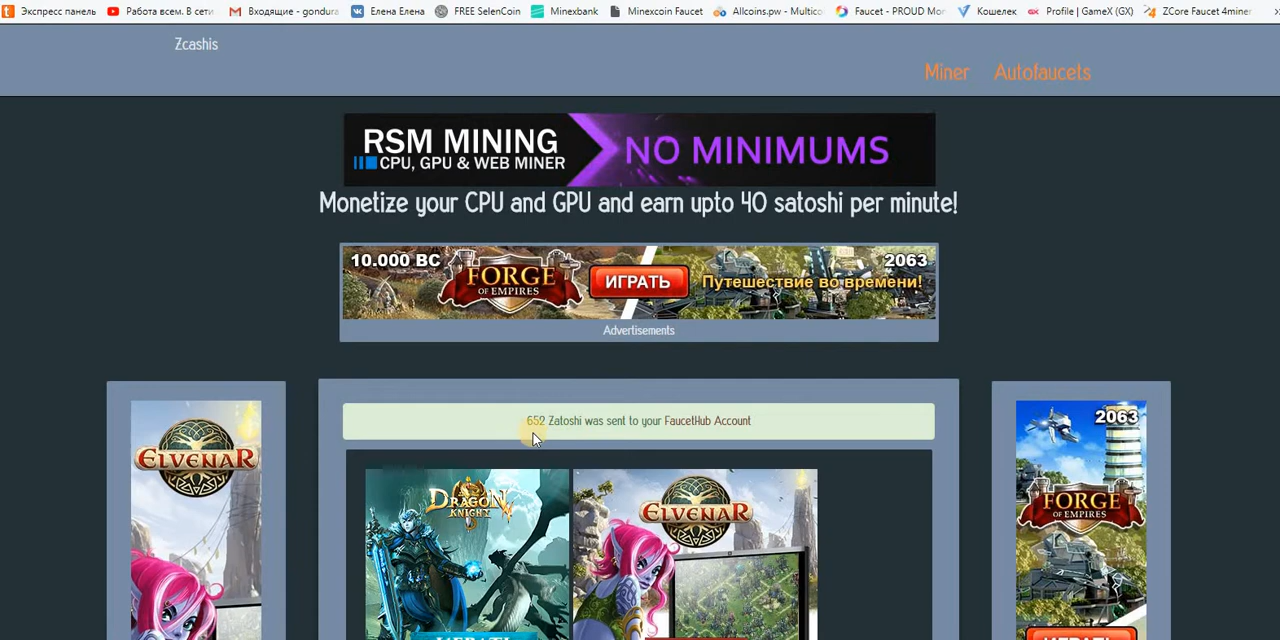 Экспресс панель
Работа всем. В сети
Входящие - gondura
Елена Елена
FREE SelenCoin
Minexbank
Minexcoin Faucet
Allcoins.pw - Multico
Faucet - PROUD Mo
Кошелек
Profile | GameX (GX)
ZCore Faucet 4miner
Zcashis
Miner
Autofaucets
RSM MINING
CPU, GPU & WEB MINER
NO MINIMUMS
Monetize your CPU and GPU and earn upto 40 satoshi per minute!
10.000 BC
FORGE
OF EMPIRES
ИГРАТЬ
2063
Путешествие во времени!
Advertisements
652 Zatoshi was sent to your FaucetHub Account
ELVENAR
DRAGON
KNIGHT
ELVENAR
2063
FORGE
OF EMPIRES